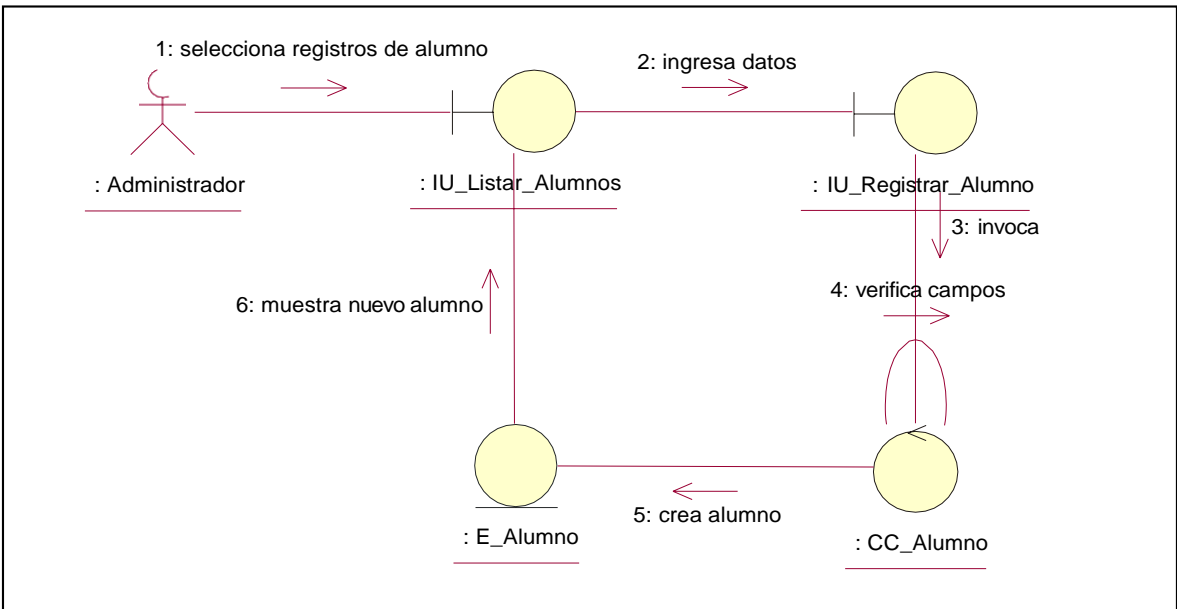 1: selecciona registros de alumno
2: ingresa datos
: Administrador
: IU_Listar_Alumnos
: IU_Registrar_Alumno
3: invoca
4: verifica campos
6: muestra nuevo alumno
5: crea alumno
: E_Alumno
: CC_Alumno